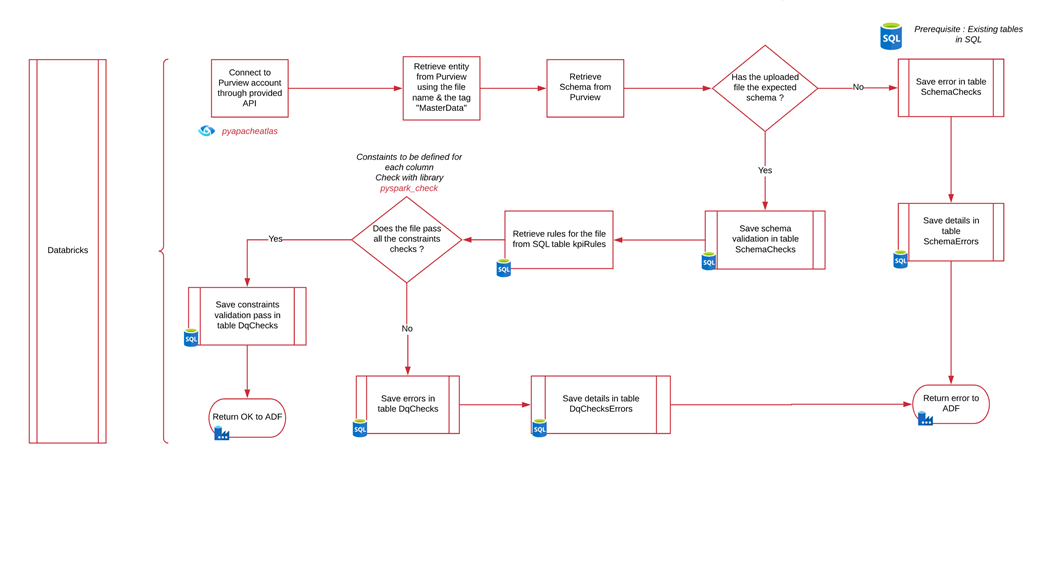 Prerequisite : Existing tables
in SQL
SQL
Databricks
Connect to
Purview account
through provided
API
pyapacheatlas
Retrieve entity
from Purview
using the file
name & the tag
"MasterData"
Retrieve
Schema from
Purview
Has the uploaded
file the expected
schema ?
No
Save error in table
SchemaChecks
Yes
Save details in
table
SchemaErrors
SQL
Save schema
validation in table
SchemaChecks
SQL
Retrieve rules for the file
from SQL table kpiRules
SQL
Constaints to be defined for
each column
Check with library
pyspark_check
Does the file pass
all the constraints
checks ?
Yes
Save constraints
validation pass in
table DqChecks
SQL
Return OK to ADF
No
Save errors in
table DqChecks
SQL
Save details in table
DqChecksErrors
SQL
Return error to
ADF